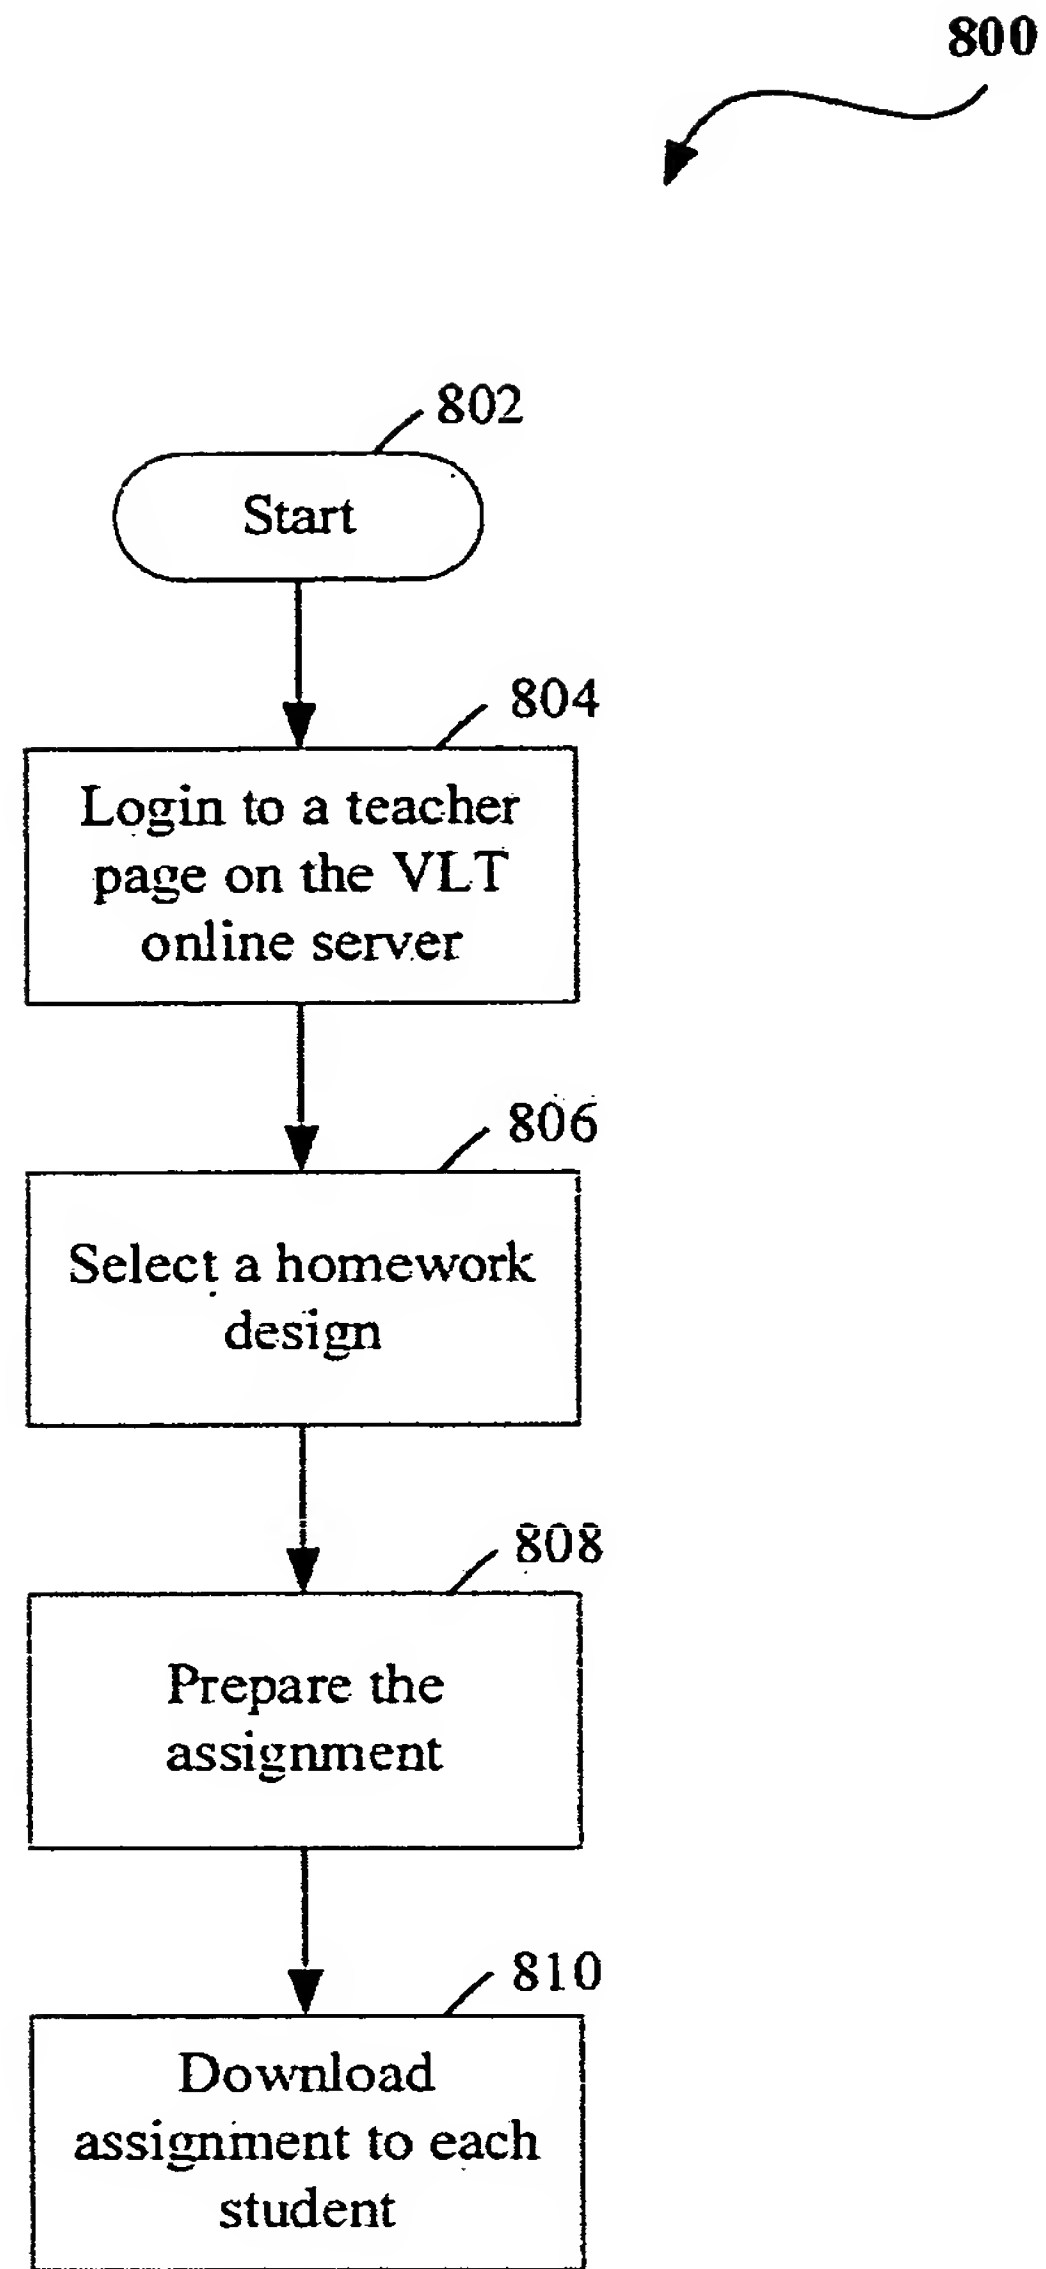 800
802
Start
804
Login to a teacher
page on the VLT
online server
806
Select a homework
design
808
Prepare the
assignment
810
Download
assignment to each
student